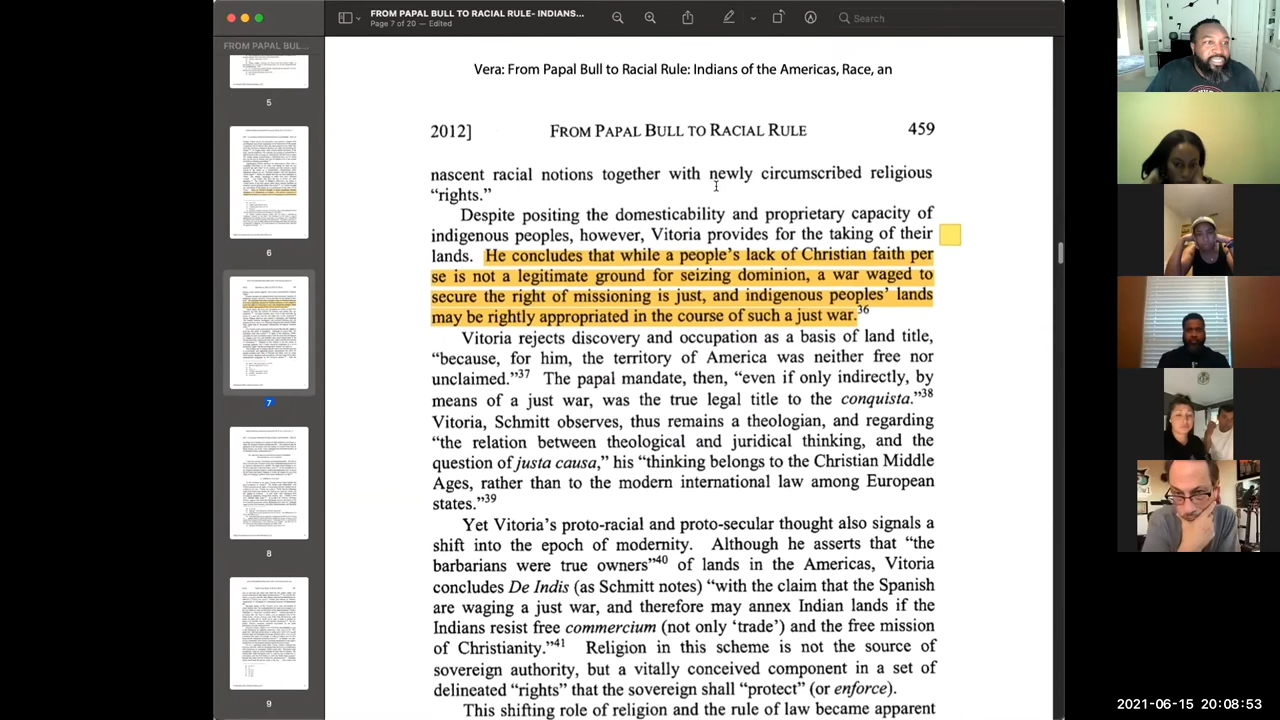 FROM PAPAL BULL TO RACIAL RULE- INDIANS...
Page 7 of 20 — Edited
Search
FROM PAPAL BUL...
5
6
7
8
9
Vera: From Papal Bull to Racial Rule: Indians of the Americas, Race, an
2012] FROM PAPAL BULL TO RACIAL RULE 459
nascent racial notions together with newly circumscribed religious
“rights.”
Despite pointing to domestic order and proprietary capacity of
indigenous peoples, however, Vitoria provides for the taking of their
lands. He concludes that while a people’s lack of Christian faith per
se is not a legitimate ground for seizing dominion, a war waged to
secure the right of missioning is just and indigenous peoples’ lands
may be rightly appropriated in the course of such a just war.36
Vitoria rejects discovery and occupation as a basis of land title,
“because, for him, the territory of America was neither free nor
unclaimed.”37 The papal mandate then, “even if only indirectly, by
means of a just war, was the true legal title to the conquista.”38
Vitoria, Schmitt observes, thus remains a theologian, and regarding
“the relation between theological and juridical thinking, and the
question of justa causa” his “thinking belongs to the Christian Middle
Ages, rather than to the modern international law among European
states.”39
Yet Vitoria’s proto-racial and proto-secular thought also signals a
shift into the epoch of modernity. Although he asserts that “the
barbarians were true owners”40 of lands in the Americas, Vitoria
concludes De Indis (as Schmitt notes) with the claim that the Spanish
are waging a just war and therefore may annex Indian lands if the
Indians resist commercium (not only ‘trade’) and the free mission
of Christianity. Religion in this scheme is not the source of
sovereign authority, but a vitally conceived component in a set of
delineated “rights” that the sovereign shall “protect” (or enforce).
This shifting role of religion and the rule of law became apparent
2021-06-15 20:08:53